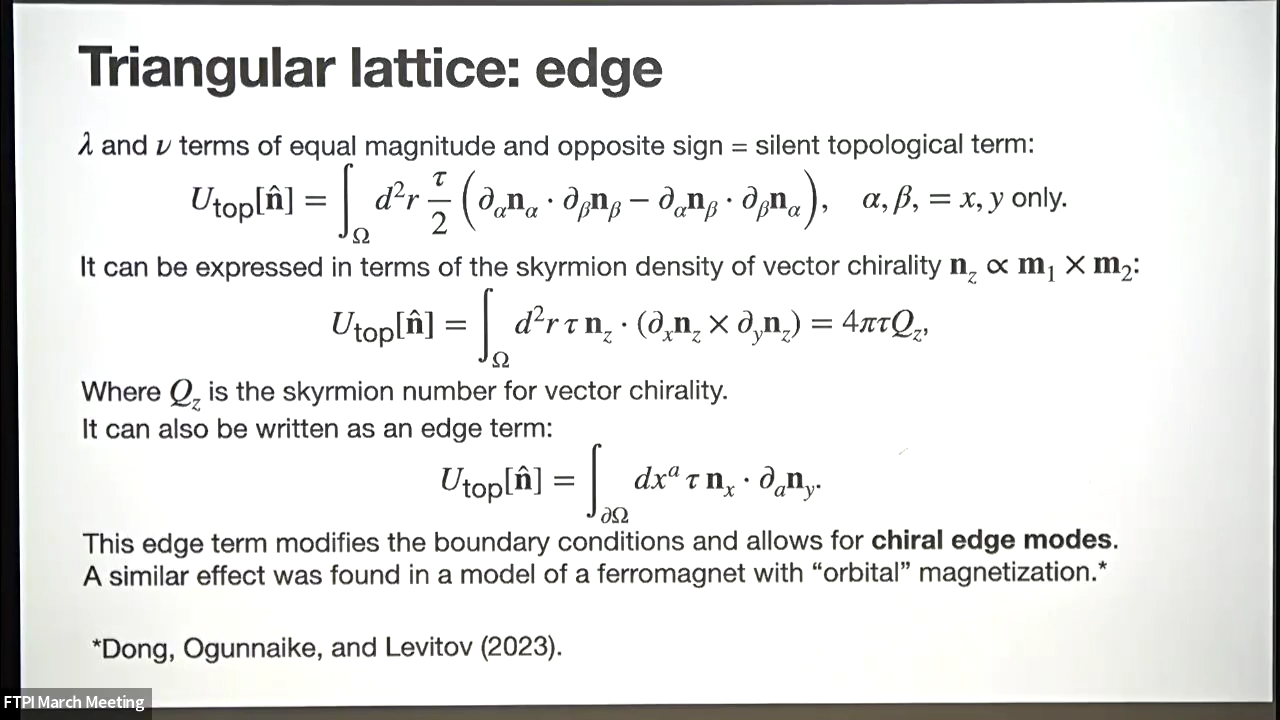 Triangular lattice: edge
λ and ν terms of equal magnitude and opposite sign = silent topological term:
U_top[n̂] = ∫_Ω d²r τ/2 (∂_α n_α · ∂_β n_β − ∂_α n_β · ∂_β n_α), α, β, = x, y only.
It can be expressed in terms of the skyrmion density of vector chirality n_z ∝ m_1 × m_2:
U_top[n̂] = ∫_Ω d²r τ n_z · (∂_x n_z × ∂_y n_z) = 4πτQ_z,
Where Q_z is the skyrmion number for vector chirality.
It can also be written as an edge term:
U_top[n̂] = ∫_∂Ω dx^a τ n_x · ∂_a n_y.
This edge term modifies the boundary conditions and allows for chiral edge modes.
A similar effect was found in a model of a ferromagnet with “orbital” magnetization.*
*Dong, Ogunnaike, and Levitov (2023).
FTPI March Meeting